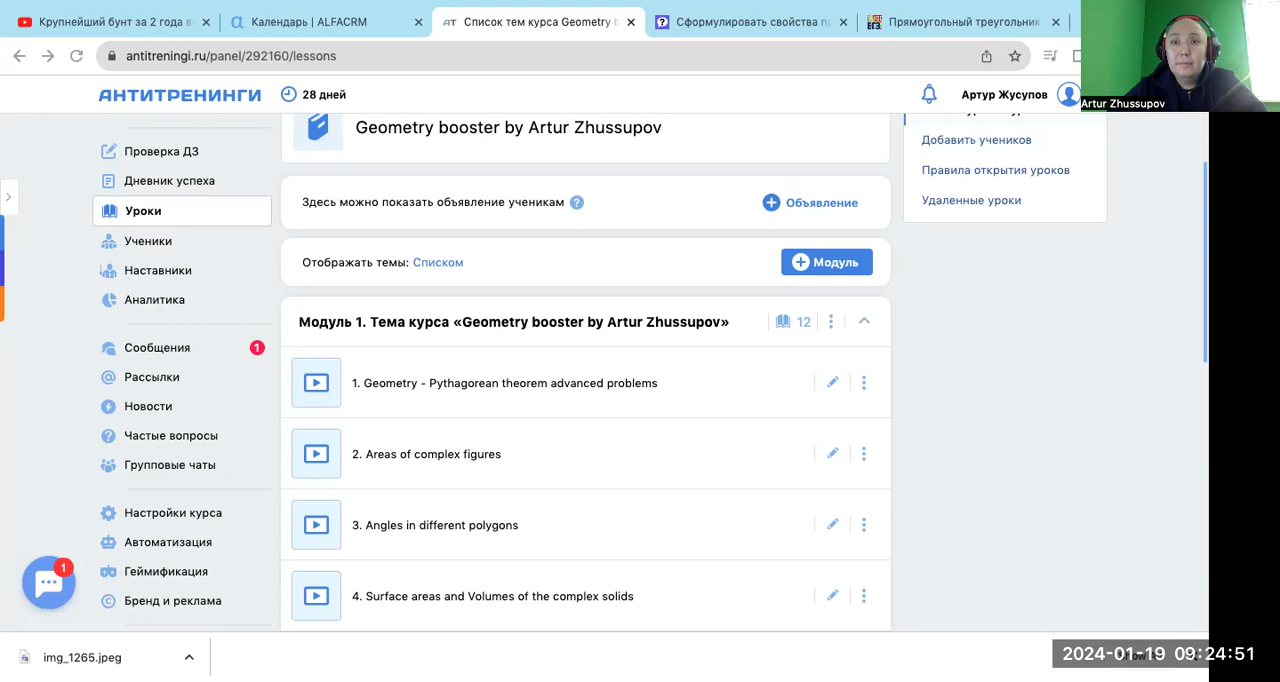 Крупнейший бунт за 2 года в
Календарь | ALFACRM
Список тем курса Geometry b
Сформулировать свойства пр
Прямоугольный треугольник
antitreningi.ru/panel/292160/lessons
Artur Zhussupov
АНТИТРЕНИНГИ
28 дней
Артур Жусупов
Geometry booster by Artur Zhussupov
Добавить учеников
Правила открытия уроков
Удаленные уроки
Проверка ДЗ
Дневник успеха
Уроки
Ученики
Наставники
Аналитика
Сообщения
1
Рассылки
Новости
Частые вопросы
Групповые чаты
Настройки курса
Автоматизация
Геймификация
Бренд и реклама
1
Здесь можно показать объявление ученикам
Объявление
Отображать темы: Списком
Модуль
Модуль 1. Тема курса «Geometry booster by Artur Zhussupov»
12
1. Geometry - Pythagorean theorem advanced problems
2. Areas of complex figures
3. Angles in different polygons
4. Surface areas and Volumes of the complex solids
img_1265.jpeg
2024-01-19 09:24:51